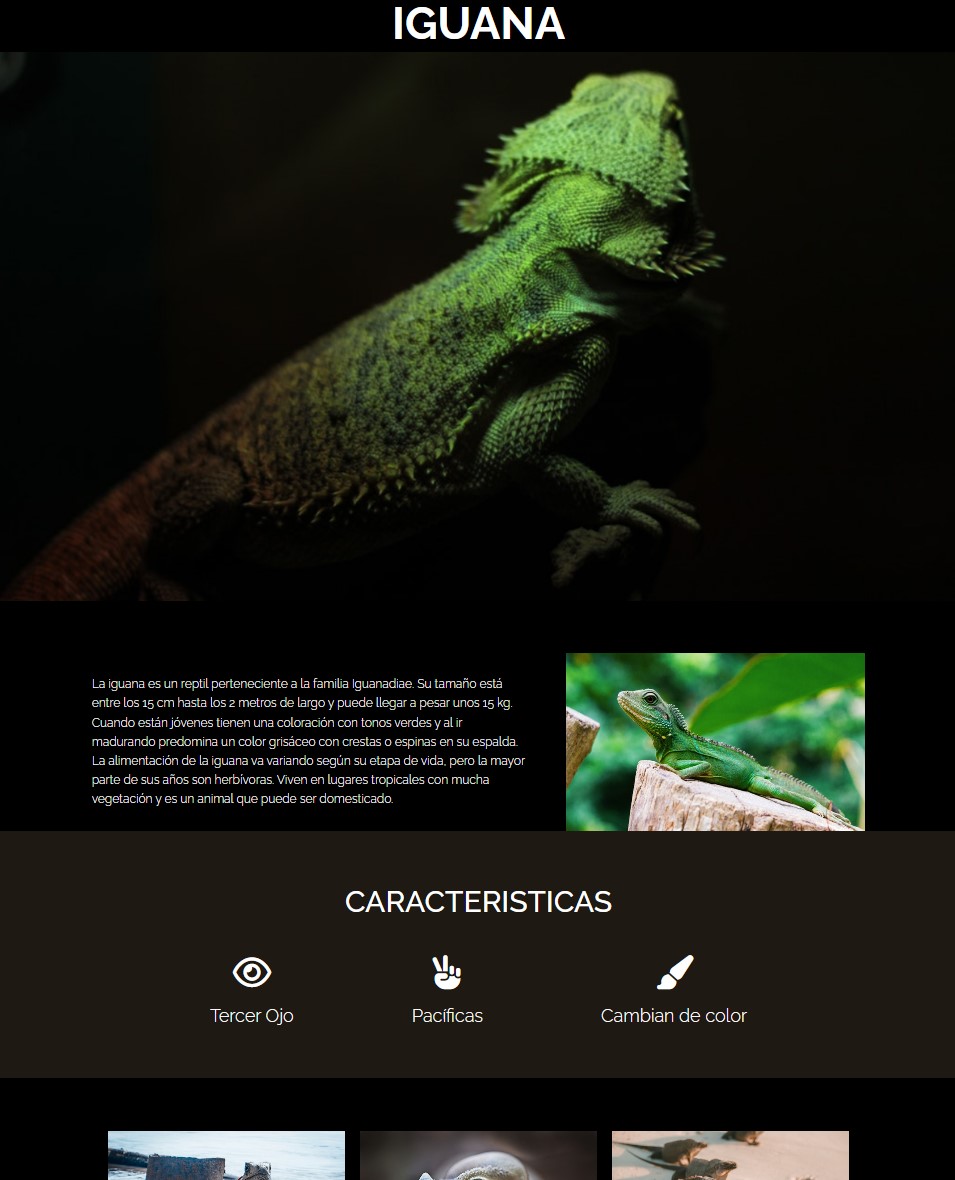 IGUANA
La iguana es un reptil perteneciente a la familia Iguanadiae. Su tamaño está
entre los 15 cm hasta los 2 metros de largo y puede llegar a pesar unos 15 kg.
Cuando están jóvenes tienen una coloración con tonos verdes y al ir
madurando predomina un color grisáceo con crestas o espinas en su espalda.
La alimentación de la iguana va variando según su etapa de vida, pero la mayor
parte de sus años son herbívoras. Viven en lugares tropicales con mucha
vegetación y es un animal que puede ser domesticado.
CARACTERISTICAS
Tercer Ojo
Pacíficas
Cambian de color